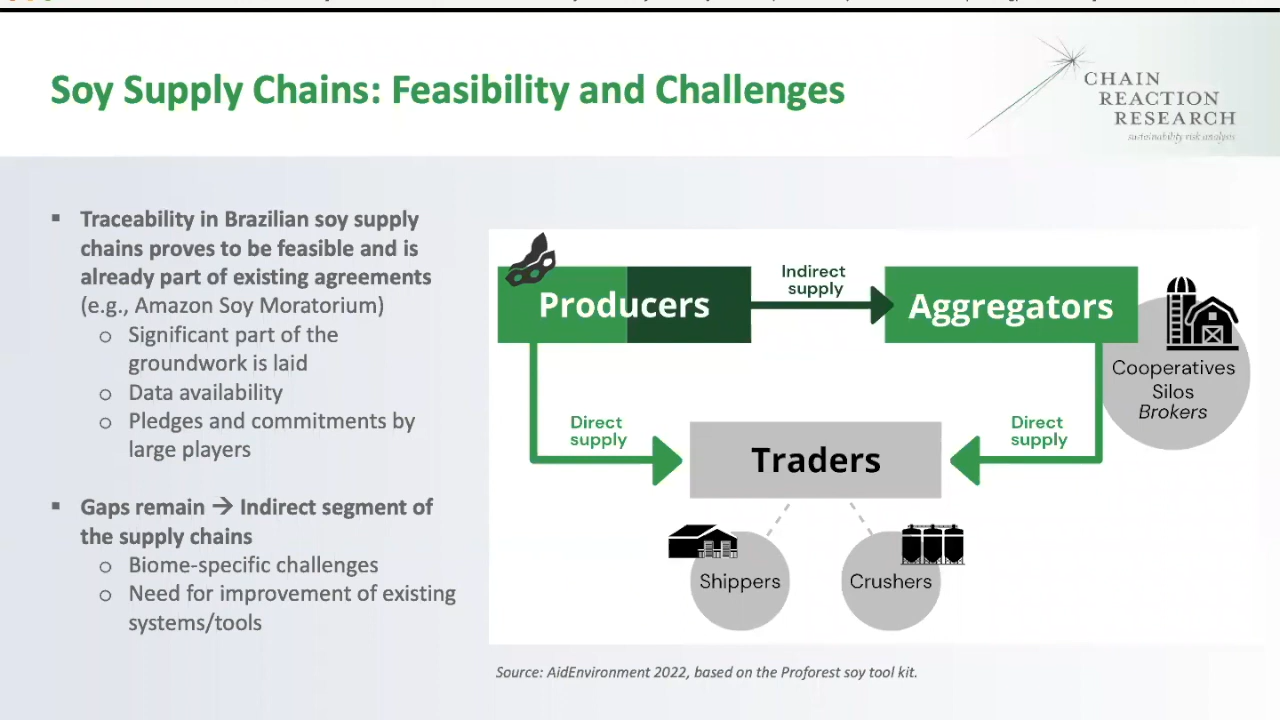 Soy Supply Chains: Feasibility and Challenges
CHAIN
REACTION
RESEARCH
sustainability risk analysis
▪ Traceability in Brazilian soy supply
chains proves to be feasible and is
already part of existing agreements
(e.g., Amazon Soy Moratorium)
o Significant part of the
groundwork is laid
o Data availability
o Pledges and commitments by
large players
▪ Gaps remain → Indirect segment of
the supply chains
o Biome-specific challenges
o Need for improvement of existing
systems/tools
Producers
Indirect
supply
Aggregators
Cooperatives
Silos
Brokers
Direct
supply
Traders
Direct
supply
Shippers
Crushers
Source: AidEnvironment 2022, based on the Proforest soy tool kit.